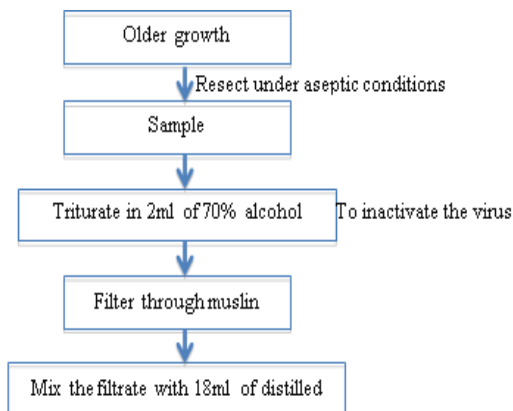 Older growth
Resect under aseptic conditions
Sample
Triturate in 2ml of 70% alcohol
To inactivate the virus
Filter through muslin
Mix the filtrate with 18ml of distilled